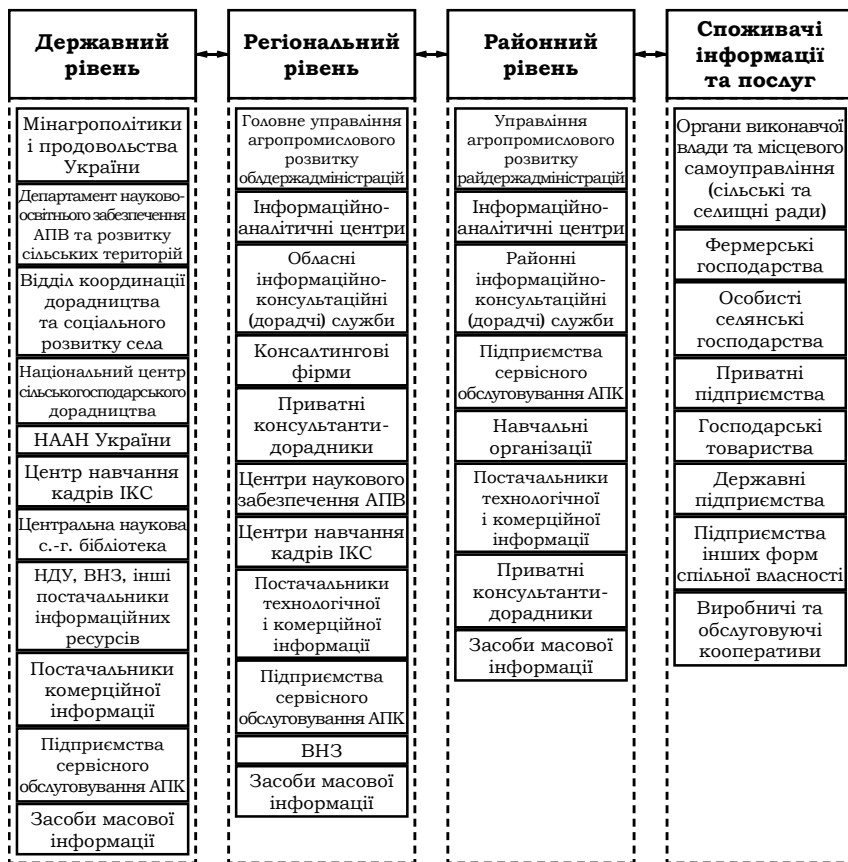 Державний
рівень
Мінагрополітики
і продовольства
України
Департамент науково-
освітнього забезпечення
АПВ та розвитку
сільських територій
Відділ координації
дорадництва
та соціального
розвитку села
Національний центр
сільськогосподарського
дорадництва
НААН України
Центр навчання
кадрів ІКС
Центральна наукова
с.-г. бібліотека
НДУ, ВНЗ, інші
постачальники
інформаційних
ресурсів
Постачальники
комерційної
інформації
Підприємства
сервісного
обслуговування АПК
Засоби масової
інформації
Регіональний
рівень
Головне управління
агропромислового
розвитку
облдержадміністрацій
Інформаційно-
аналітичні центри
Обласні
інформаційно-
консультаційні
(дорадчі) служби
Консалтингові
фірми
Приватні
консультанти-
дорадники
Центри наукового
забезпечення АПВ
Центри навчання
кадрів ІКС
Постачальники
технологічної
і комерційної
інформації
Підприємства
сервісного
обслуговування АПК
ВНЗ
Засоби масової
інформації
Районний
рівень
Управління
агропромислового
розвитку
райдержадміністрацій
Інформаційно-
аналітичні центри
Районні
інформаційно-
консультаційні
(дорадчі) служби
Підприємства
сервісного
обслуговування АПК
Навчальні
організації
Постачальники
технологічної
і комерційної
інформації
Приватні
консультанти-
дорадники
Засоби масової
інформації
Споживачі
інформації
та послуг
Органи виконавчої
влади та місцевого
самоуправління
(сільські та
селищні ради)
Фермерські
господарства
Особисті
селянські
господарства
Приватні
підприємства
Господарські
товариства
Державні
підприємства
Підприємства
інших форм
спільної власності
Виробничі та
обслуговуючі
кооперативи